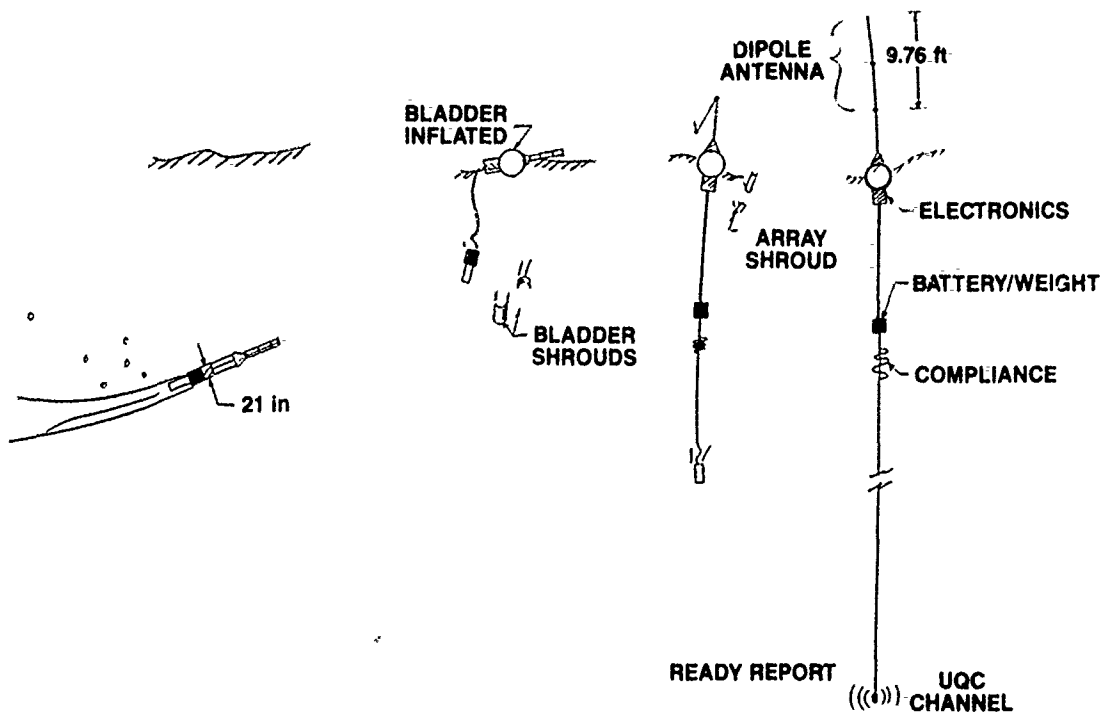 DIPOLE
ANTENNA
9.76 ft
BLADDER
INFLATED
ELECTRONICS
ARRAY
SHROUD
BATTERY/WEIGHT
BLADDER
SHROUDS
COMPLIANCE
21 in
READY REPORT
UQC
CHANNEL